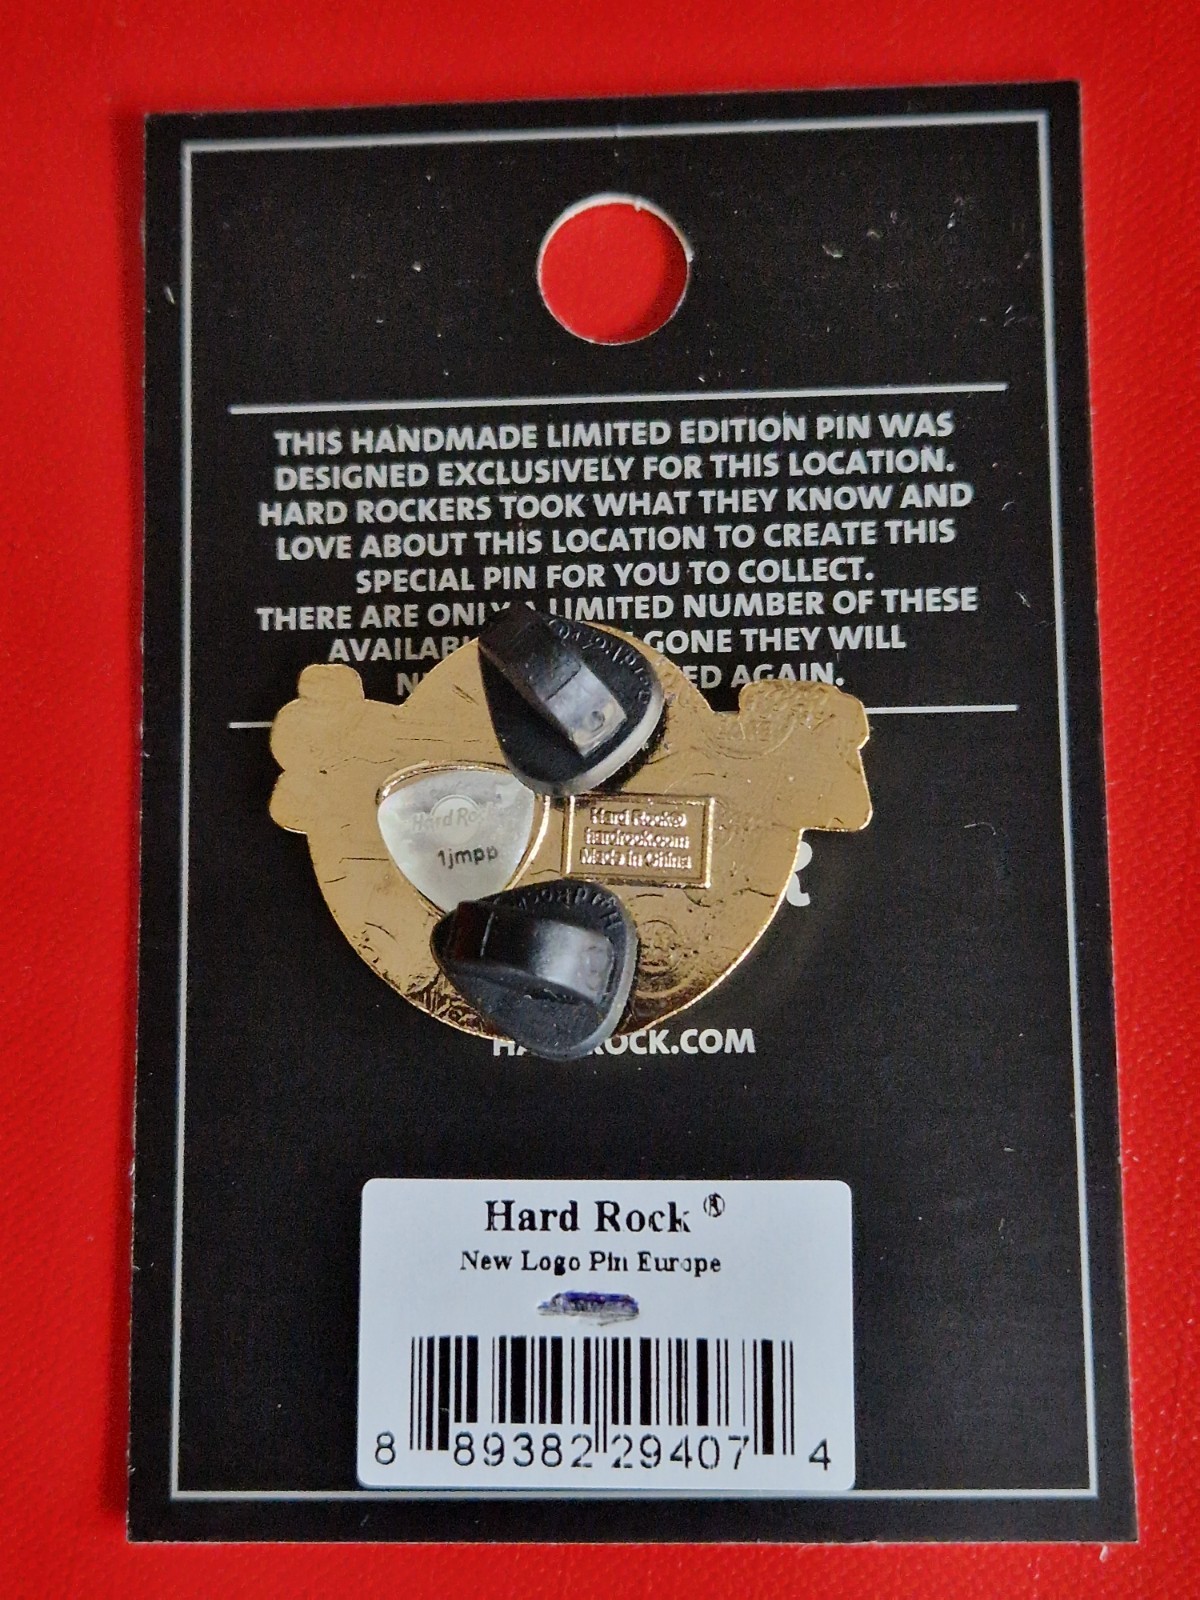 THIS HANDMADE LIMITED EDITION PIN WAS
DESIGNED EXCLUSIVELY FOR THIS LOCATION.
HARD ROCKERS TOOK WHAT THEY KNOW AND
LOVE ABOUT THIS LOCATION TO CREATE THIS
SPECIAL PIN FOR YOU TO COLLECT.
THERE ARE ONLY A LIMITED NUMBER OF THESE
GONE THEY WILL
AGAIN.
Hard Rock
1jmpp
Hard Rock®
hardrock.com
Made in China
Hard Rock ®
New Logo Pin Europe
8 89382 29407 4